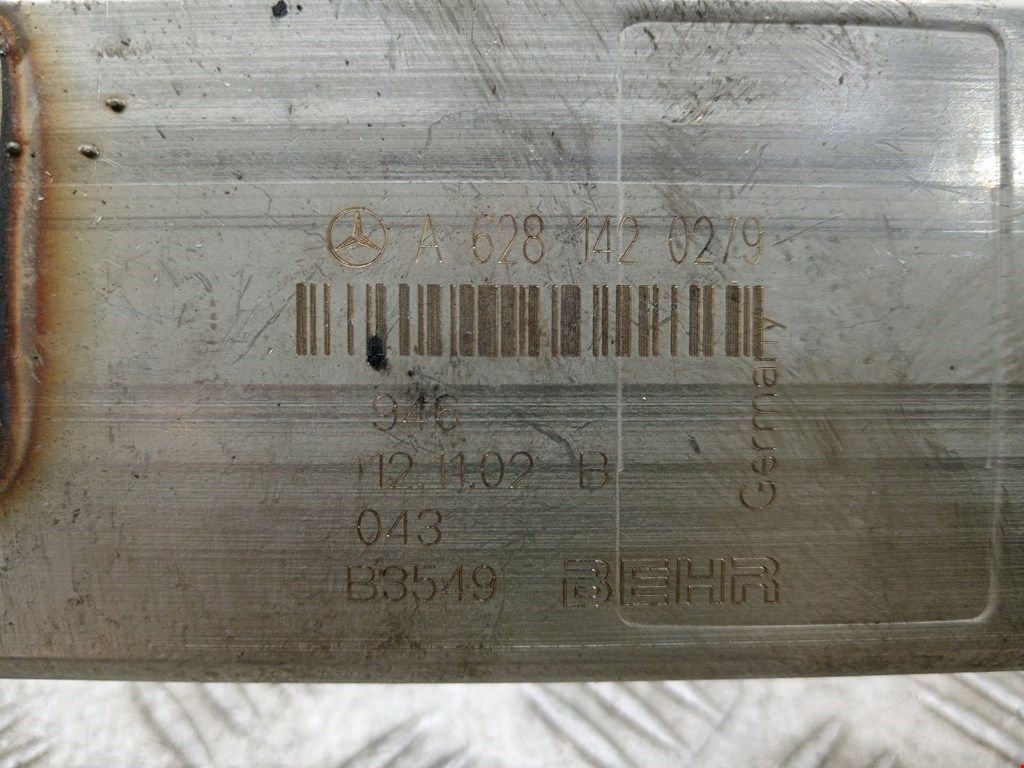 A 628 142 0279
946
12.11.02 B
043
B3549 BEHR
Germany